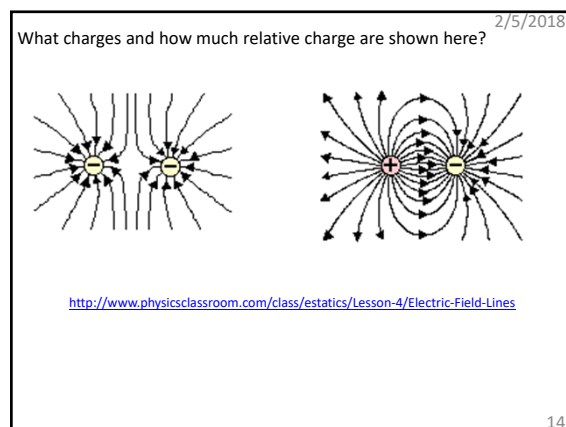 2/5/2018
What charges and how much relative charge are shown here?
− − + −
http://www.physicsclassroom.com/class/estatics/Lesson-4/Electric-Field-Lines
14